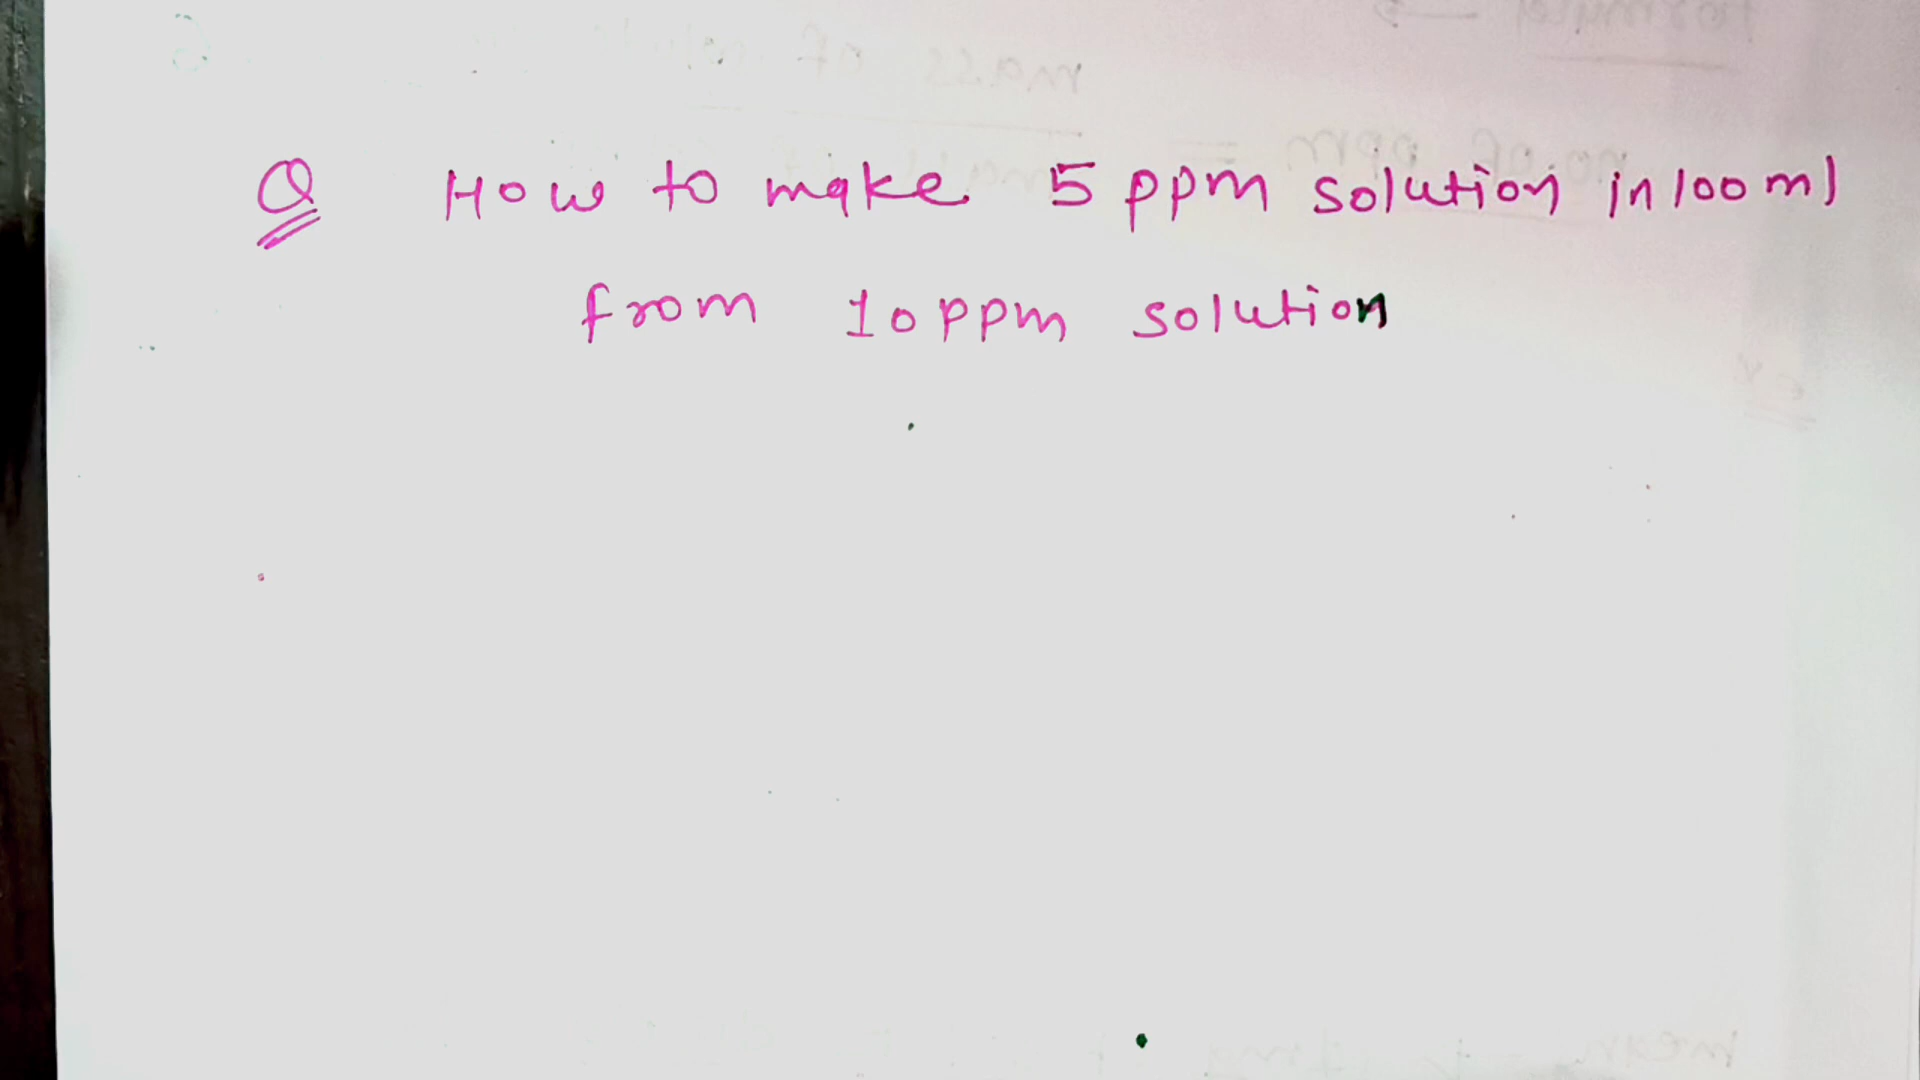 Q How to make 5 ppm solution in 100 ml
from 10 ppm solution